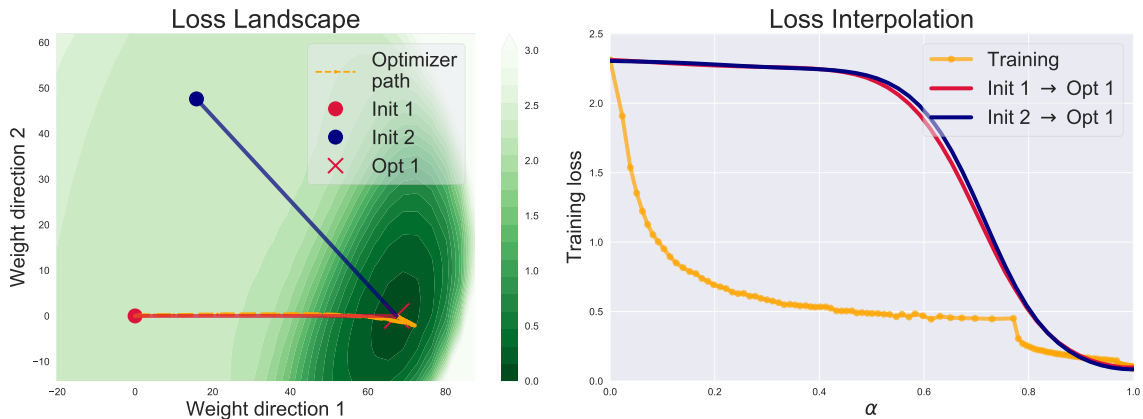 Loss Landscape
60
50
40
30
20
10
0
−10
−20
0
20
40
60
80
Weight direction 2
Weight direction 1
Optimizer
path
Init 1
Init 2
Opt 1
3.0
2.5
2.0
1.5
1.0
0.5
0.0
Loss Interpolation
2.5
2.0
1.5
1.0
0.5
0.0
0.0
0.2
0.4
0.6
0.8
1.0
Training loss
α
Training
Init 1 → Opt 1
Init 2 → Opt 1